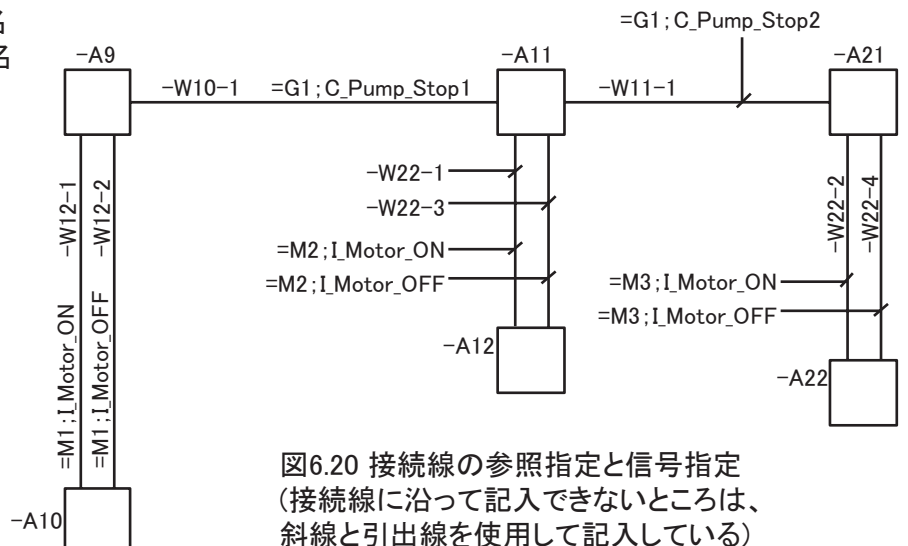 名
名
=G1;C_Pump_Stop2
-A9
-A11
-A21
-W10-1
=G1;C_Pump_Stop1
-W11-1
-W12-1
-W12-2
-W22-1
-W22-3
-W22-2
-W22-4
=M2;I_Motor_ON
=M2;I_Motor_OFF
=M3;I_Motor_ON
=M3;I_Motor_OFF
=M1;I_Motor_ON
=M1;I_Motor_OFF
-A12
-A22
-A10
図6.20 接続線の参照指定と信号指定
(接続線に沿って記入できないところは、
斜線と引出線を使用して記入している)